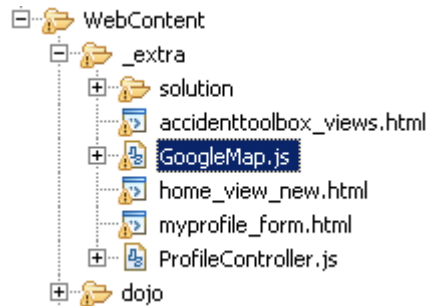 WebContent
_extra
solution
accidenttoolbox_views.html
GoogleMap.js
home_view_new.html
myprofile_form.html
ProfileController.js
dojo